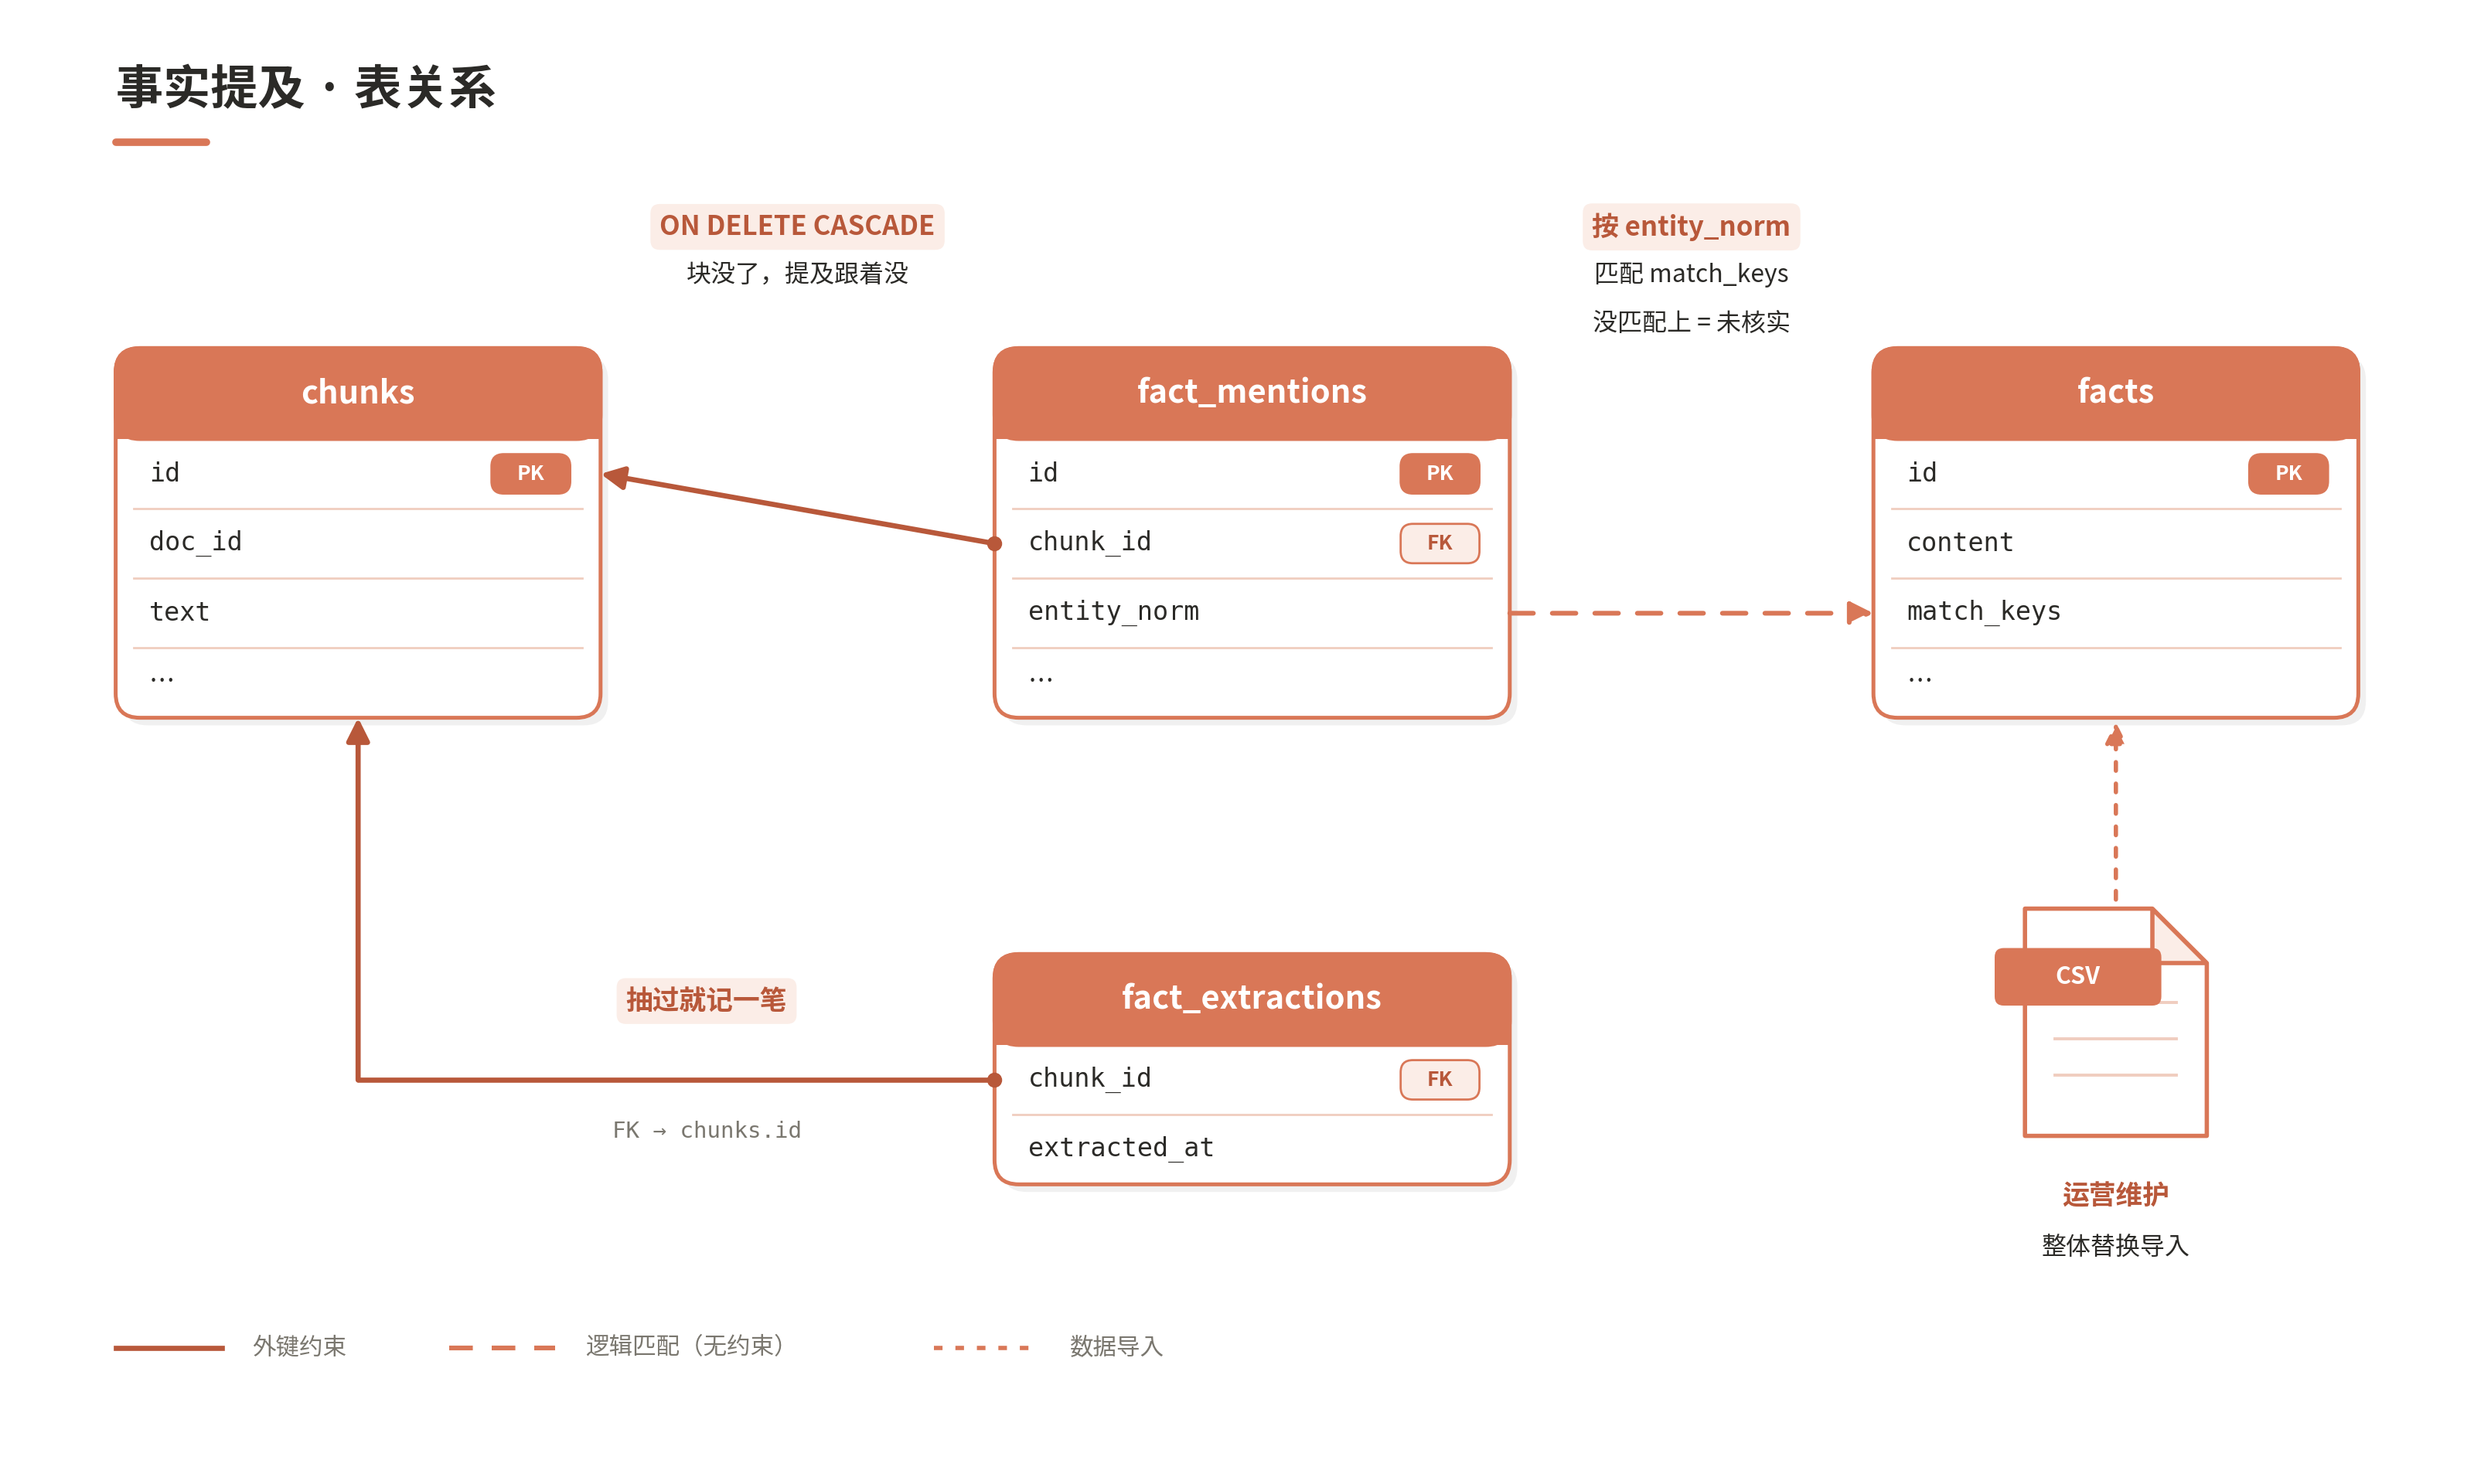 事实提及 · 表关系
ON DELETE CASCADE
块没了，提及跟着没
按 entity_norm
匹配 match_keys
没匹配上 = 未核实
chunks
id PK
doc_id
text
...
fact_mentions
id PK
chunk_id FK
entity_norm
...
facts
id PK
content
match_keys
...
抽过就记一笔
FK → chunks.id
fact_extractions
chunk_id FK
extracted_at
CSV
运营维护
整体替换导入
外键约束
逻辑匹配（无约束）
数据导入